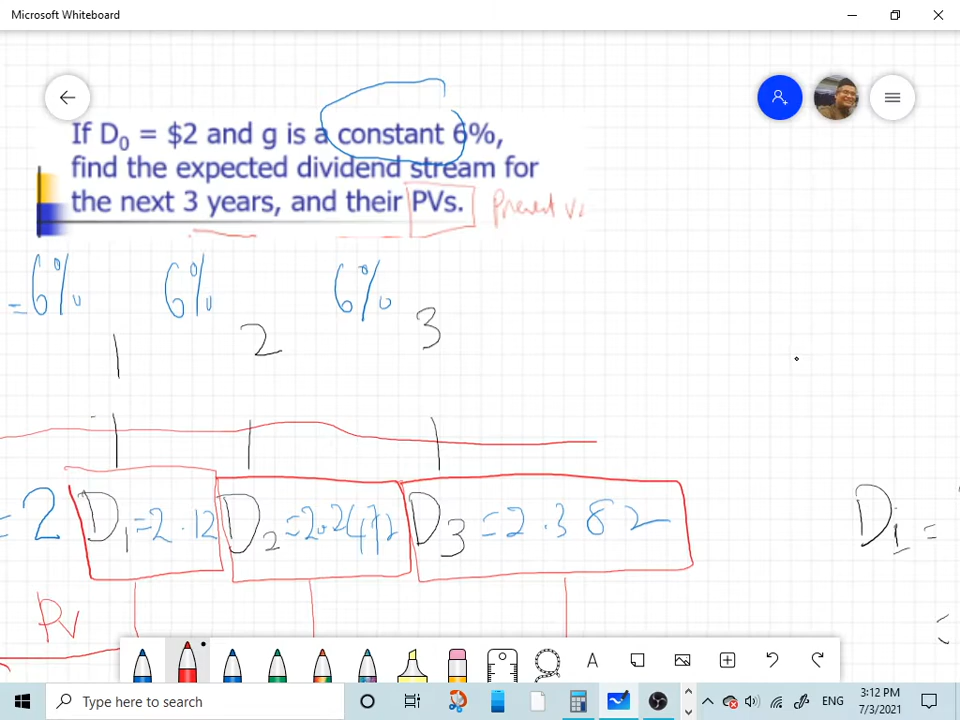 Microsoft Whiteboard
If D0 = $2 and g is a constant 6%,
find the expected dividend stream for
the next 3 years, and their PVs.
Present
=6% 6% 6%
1 2 3
=2 D1=2.12 D2=2.2472 D3=2.382
D1 =
PV
A
Type here to search
ENG
3:12 PM
7/3/2021